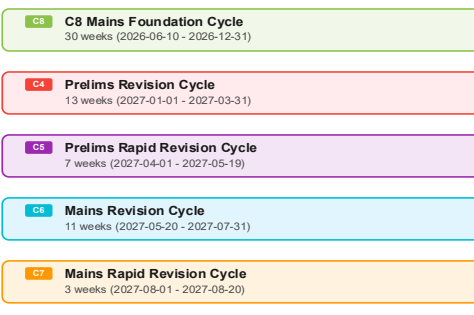 C8 C8 Mains Foundation Cycle
30 weeks (2026-06-10 - 2026-12-31)
C4 Prelims Revision Cycle
13 weeks (2027-01-01 - 2027-03-31)
C5 Prelims Rapid Revision Cycle
7 weeks (2027-04-01 - 2027-05-19)
C6 Mains Revision Cycle
11 weeks (2027-05-20 - 2027-07-31)
C7 Mains Rapid Revision Cycle
3 weeks (2027-08-01 - 2027-08-20)